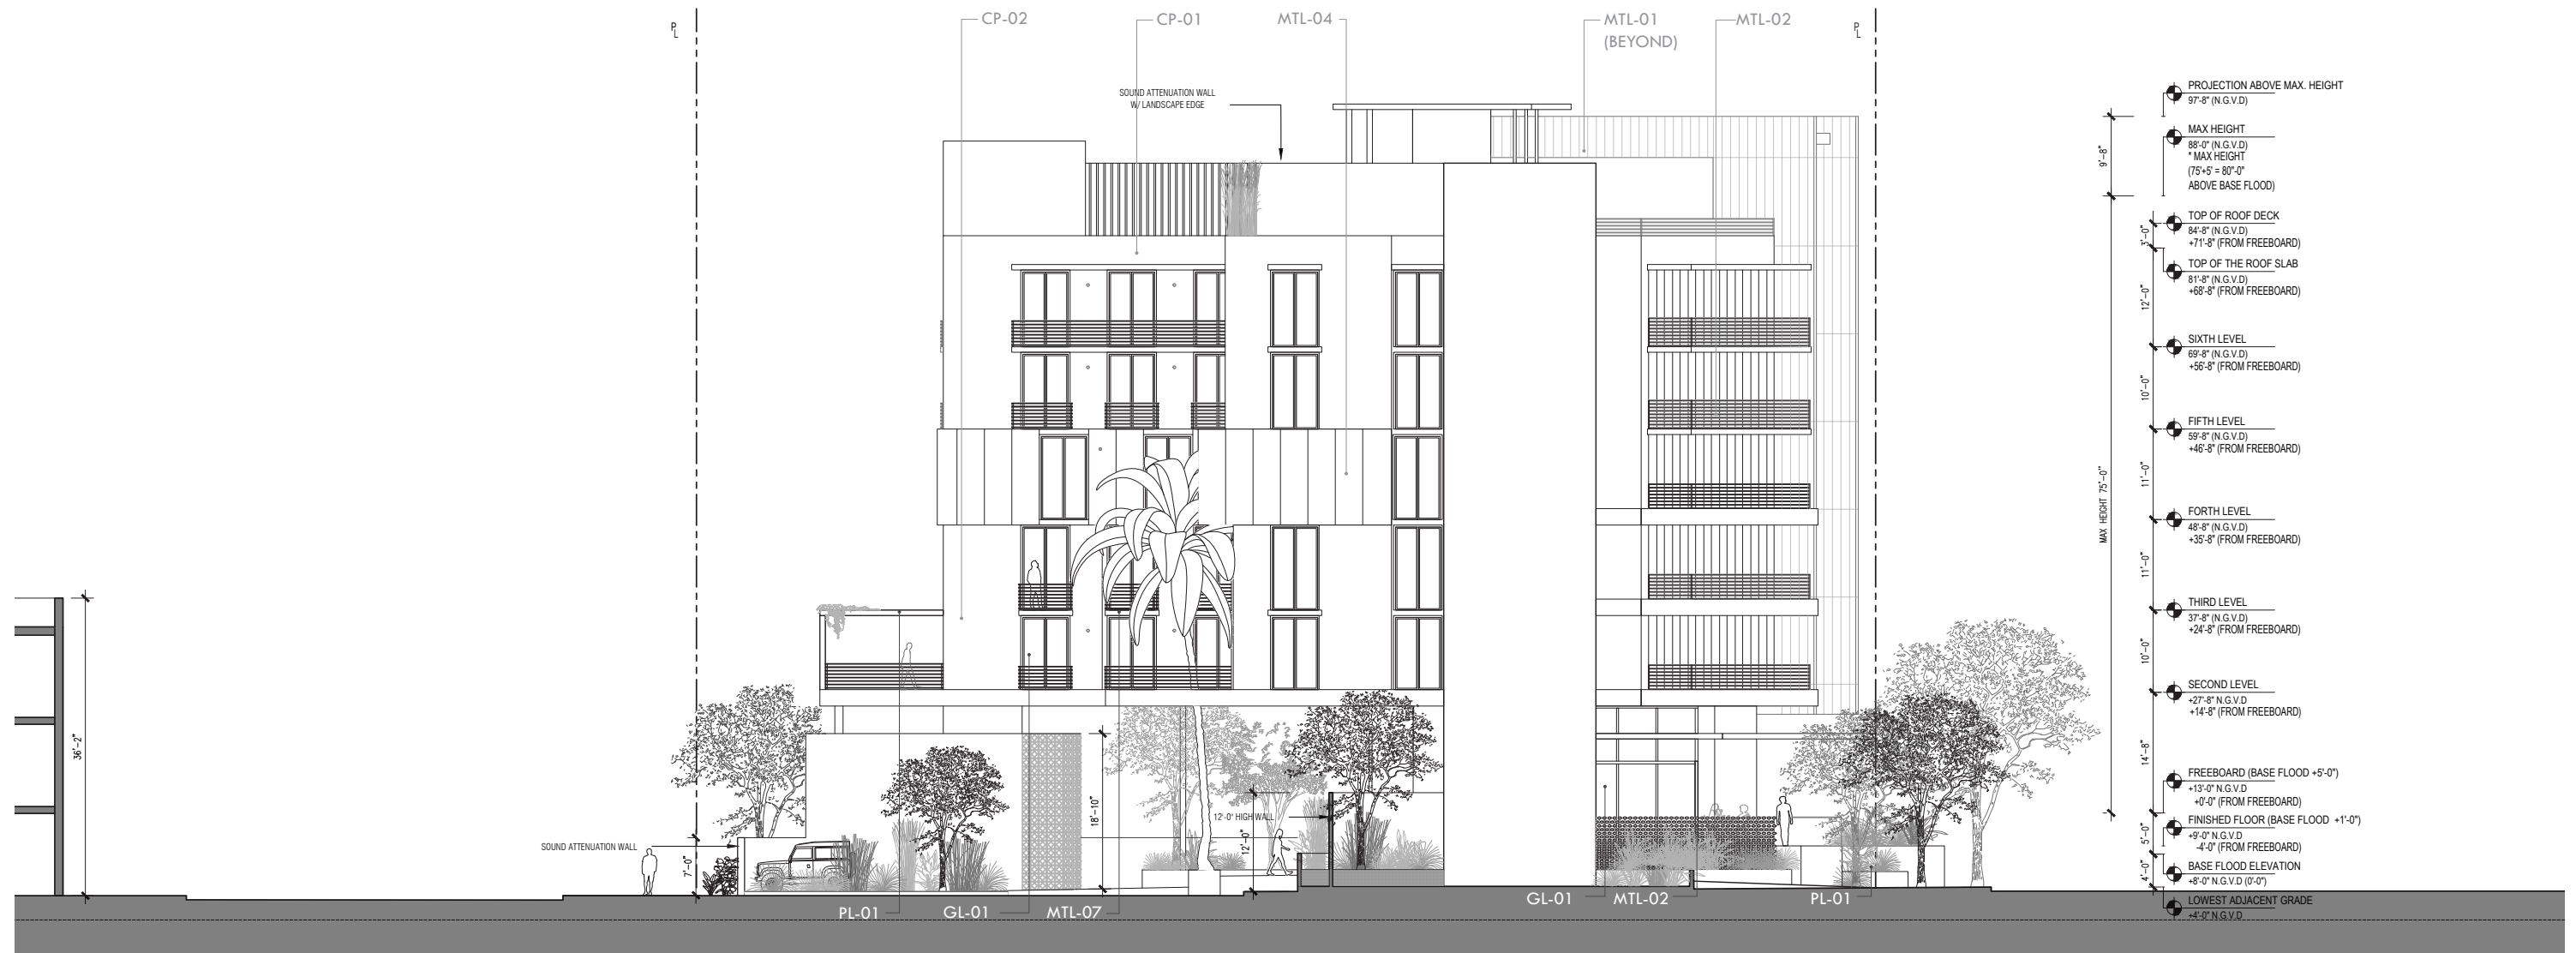 P
L
CP-02
CP-01
MTL-04
MTL-01
(BEYOND)
MTL-02
P
L
SOUND ATTENUATION WALL
W/ LANDSCAPE EDGE
PROJECTION ABOVE MAX. HEIGHT
97'-8" (N.G.V.D)
MAX HEIGHT
88'-0" (N.G.V.D)
* MAX HEIGHT
(75'+5' = 80'-0"
ABOVE BASE FLOOD)
9'-8"
TOP OF ROOF DECK
84'-8" (N.G.V.D)
+71'-8" (FROM FREEBOARD)
3'-0"
TOP OF THE ROOF SLAB
81'-8" (N.G.V.D)
+68'-8" (FROM FREEBOARD)
12'-0"
SIXTH LEVEL
69'-8" (N.G.V.D)
+56'-8" (FROM FREEBOARD)
10'-0"
FIFTH LEVEL
59'-8" (N.G.V.D)
+46'-8" (FROM FREEBOARD)
11'-0"
MAX HEIGHT 75'-0"
FORTH LEVEL
48'-8" (N.G.V.D)
+35'-8" (FROM FREEBOARD)
11'-0"
THIRD LEVEL
37'-8" (N.G.V.D)
+24'-8" (FROM FREEBOARD)
10'-0"
SECOND LEVEL
+27'-8" N.G.V.D
+14'-8" (FROM FREEBOARD)
14'-8"
FREEBOARD (BASE FLOOD +5'-0")
+13'-0" N.G.V.D
+0'-0" (FROM FREEBOARD)
FINISHED FLOOR (BASE FLOOD +1'-0")
+9'-0" N.G.V.D
-4'-0" (FROM FREEBOARD)
5'-0"
BASE FLOOD ELEVATION
+8'-0" N.G.V.D (0'-0")
4'-0"
LOWEST ADJACENT GRADE
+4'-0" N.G.V.D
36'-2"
SOUND ATTENUATION WALL
7'-0"
18'-10"
12'-0" HIGH WALL
12'-0"
PL-01
GL-01
MTL-07
GL-01
MTL-02
PL-01